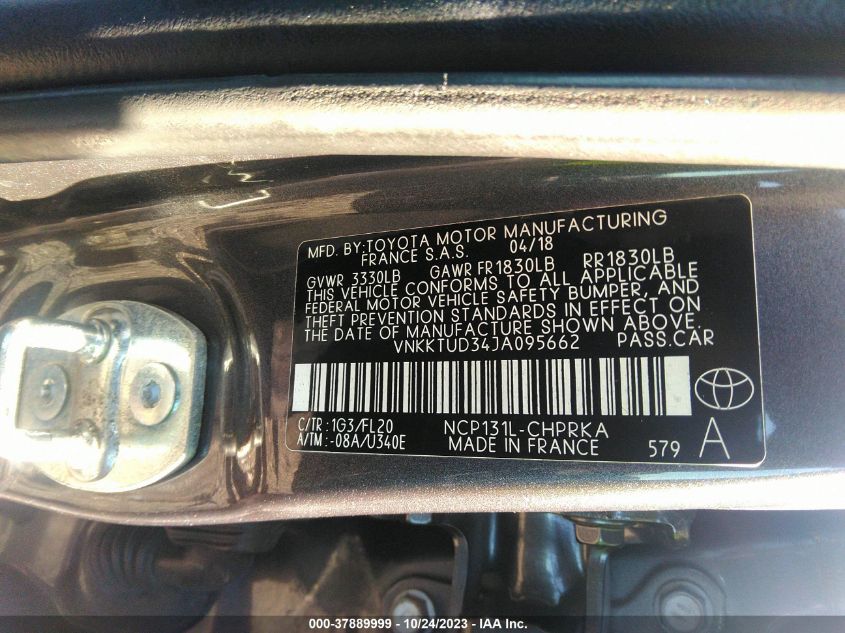 MFD. BY:TOYOTA MOTOR MANUFACTURING
FRANCE S.A.S. 04/18
GVWR 3330LB GAWR FR1830LB RR1830LB
THIS VEHICLE CONFORMS TO ALL APPLICABLE
FEDERAL MOTOR VEHICLE SAFETY BUMPER, AND
THEFT PREVENTION STANDARDS IN EFFECT ON
THE DATE OF MANUFACTURE SHOWN ABOVE.
VNKKTUD34JA095662 PASS.CAR
C/TR: 1G3/FL20 NCP131L-CHPRKA
A/TM: -08A/U340E MADE IN FRANCE 579 A
000-37889999 - 10/24/2023 - IAA Inc.